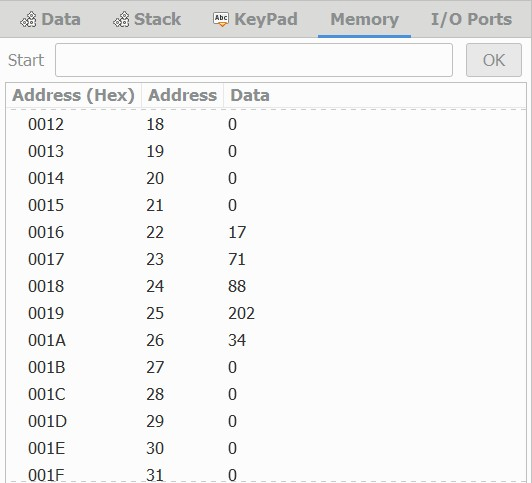 Data Stack Abc KeyPad Memory I/O Ports
Start OK
Address (Hex) Address Data
0012 18 0
0013 19 0
0014 20 0
0015 21 0
0016 22 17
0017 23 71
0018 24 88
0019 25 202
001A 26 34
001B 27 0
001C 28 0
001D 29 0
001E 30 0
001F 31 0